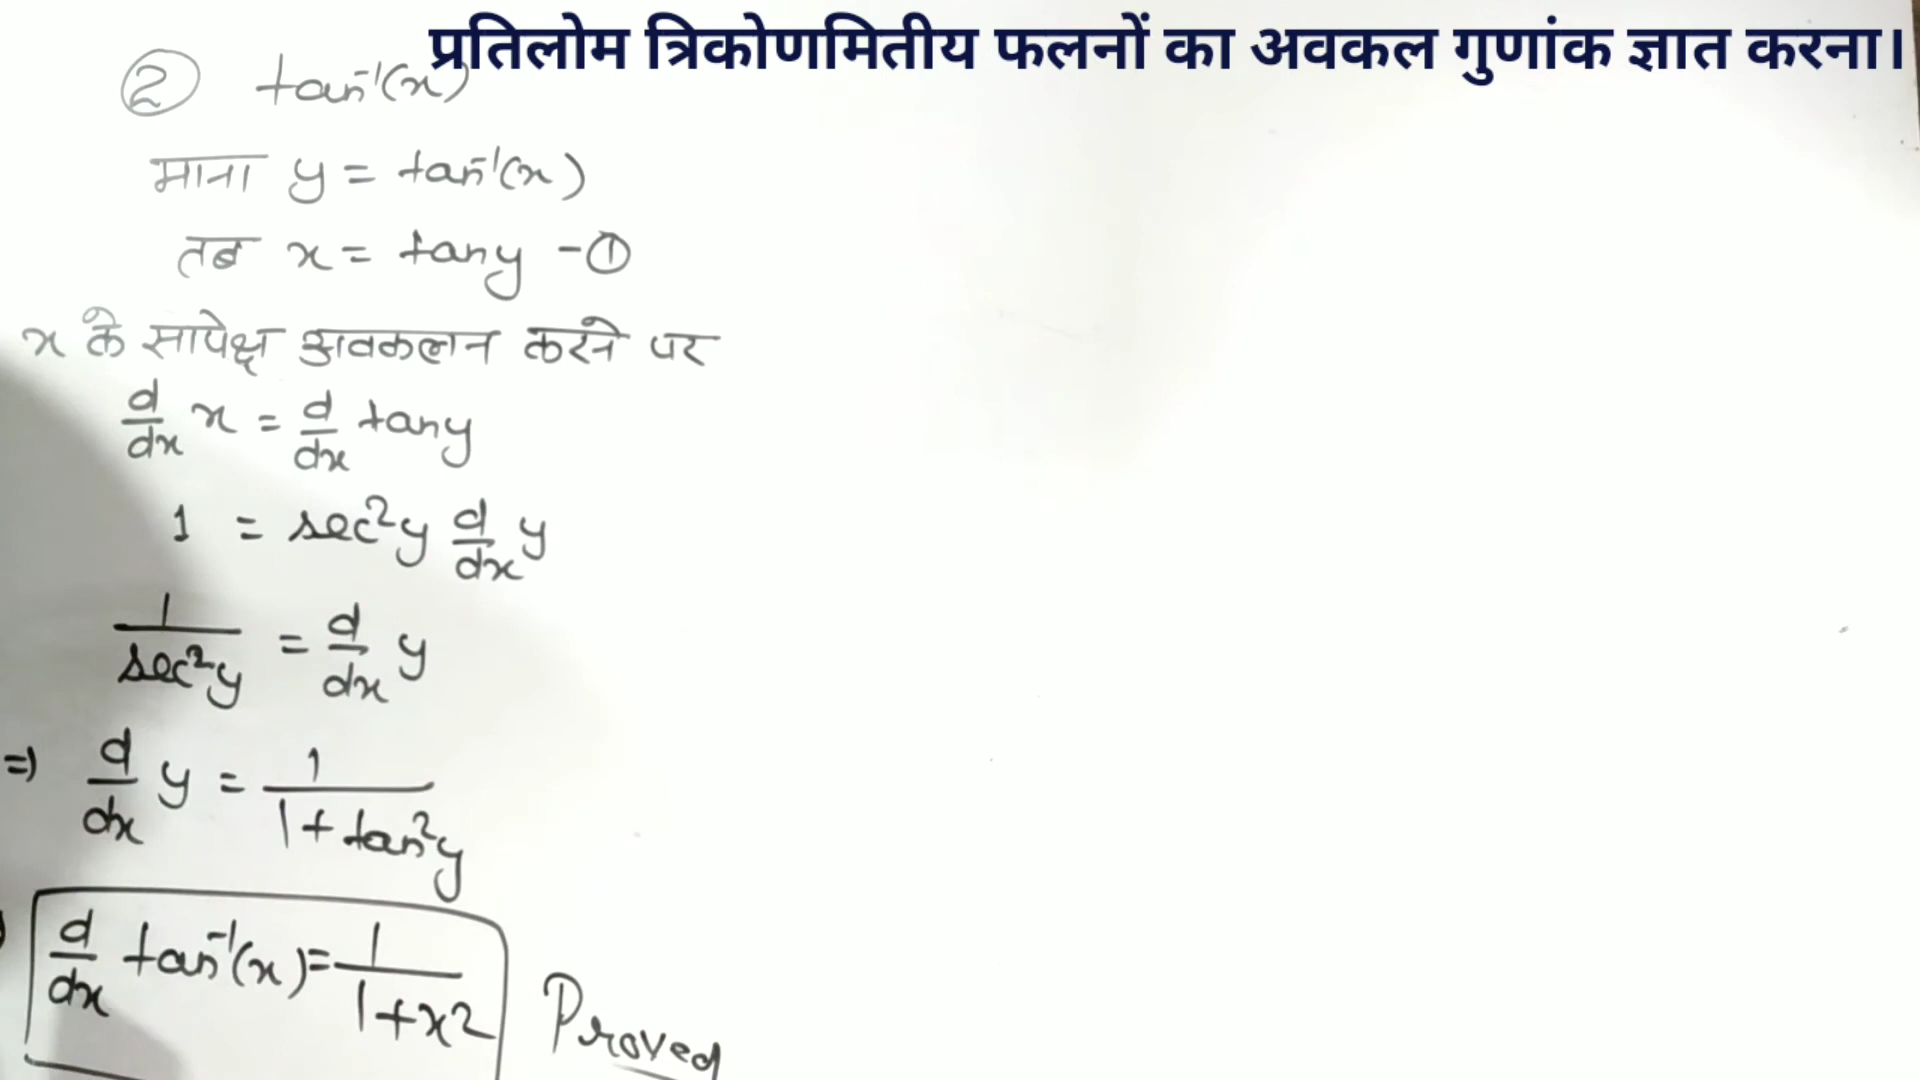 प्रतिलोम त्रिकोणमितीय फलनों का अवकल गुणांक ज्ञात करना।
② tan⁻¹(x)
माना y = tan⁻¹(x)
तब x = tany -①
x के सापेक्ष अवकलन करने पर
d/dx x = d/dx tany
1 = sec²y d/dx y
1/sec²y = d/dx y
=> d/dx y = 1/(1+tan²y)
d/dx tan⁻¹(x) = 1/(1+x²) Proved